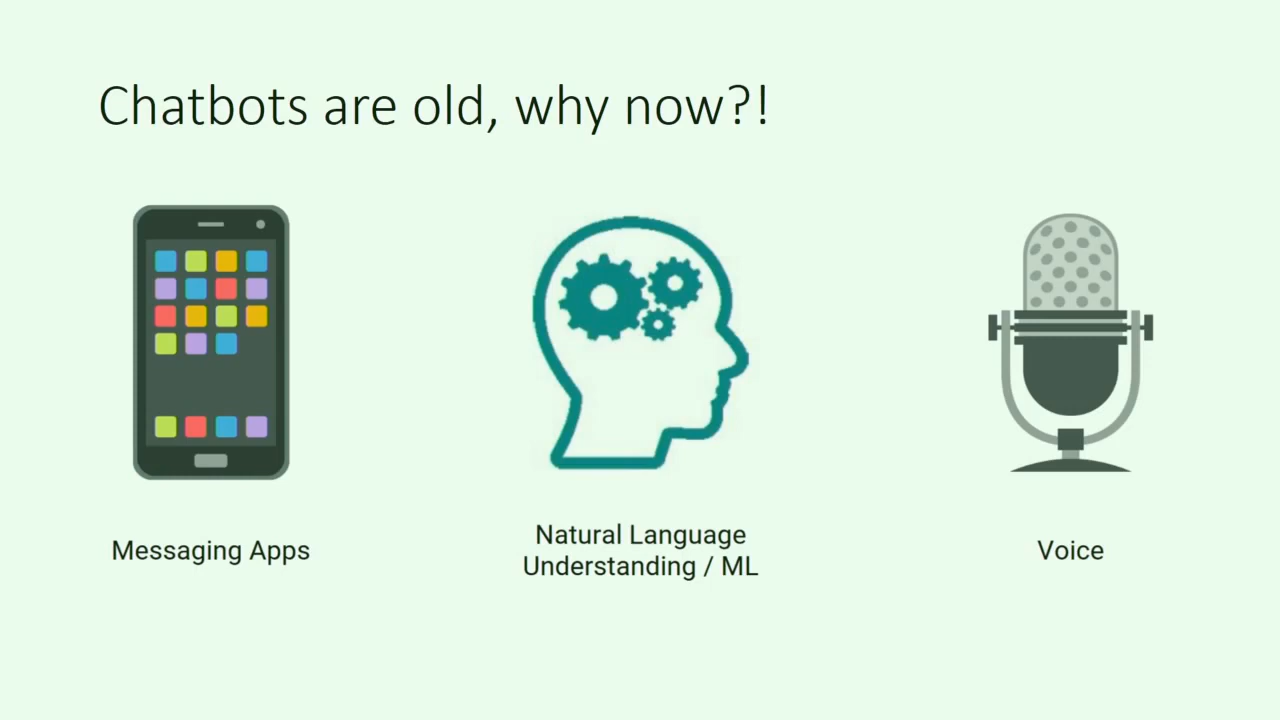 Chatbots are old, why now?!
Messaging Apps
Natural Language
Understanding / ML
Voice